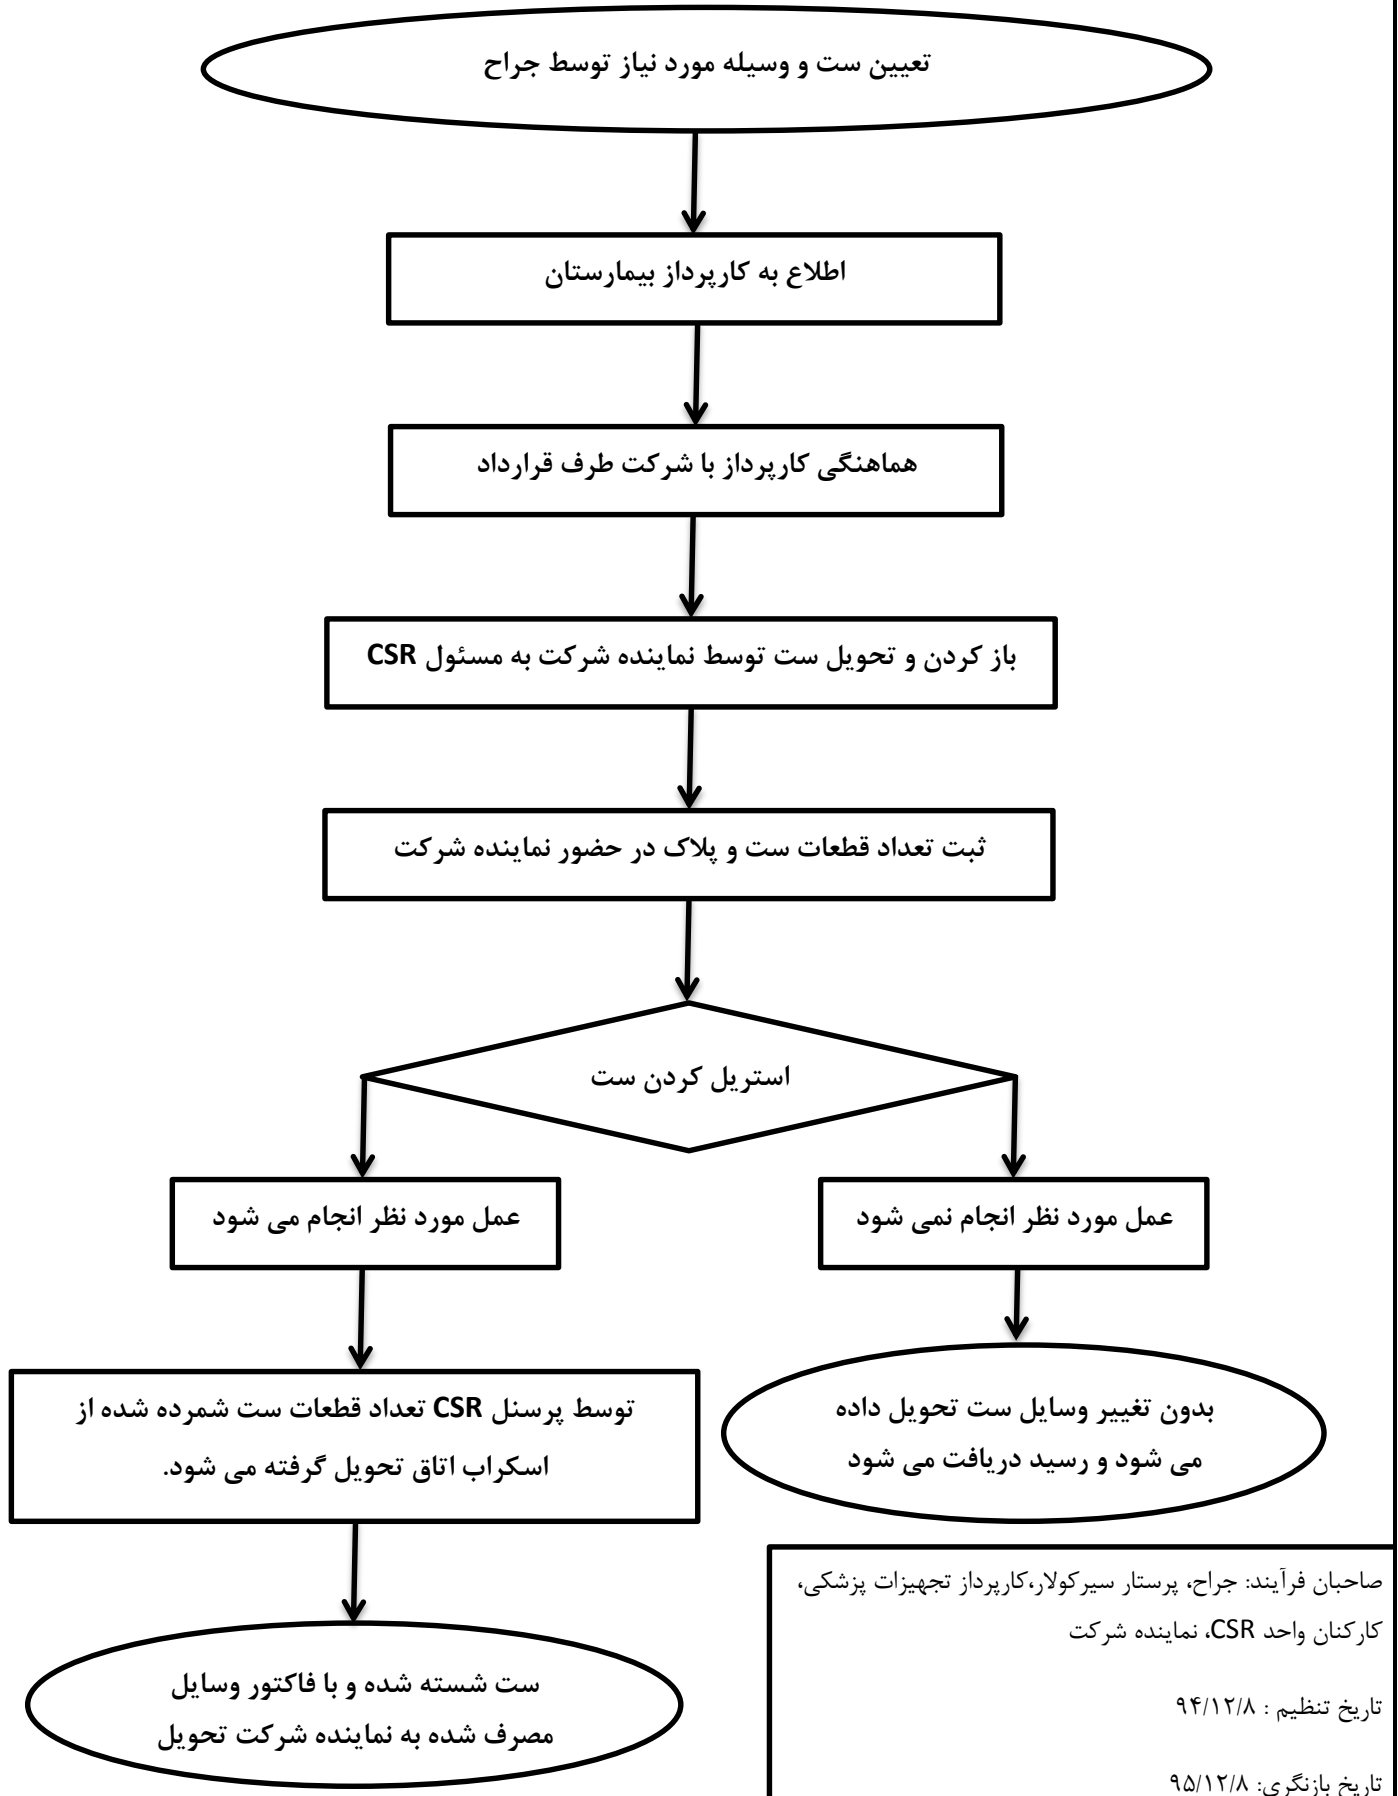 تعیین ست و وسیله مورد نیاز توسط جراح
اطلاع به کارپرداز بیمارستان
هماهنگی کارپرداز با شرکت طرف قرارداد
باز کردن و تحویل ست توسط نماینده شرکت به مسئول CSR
ثبت تعداد قطعات ست و پلاک در حضور نماینده شرکت
استریل کردن ست
عمل مورد نظر انجام نمی شود
عمل مورد نظر انجام می شود
بدون تغییر وسایل ست تحویل داده
می شود و رسید دریافت می شود
توسط پرسنل CSR تعداد قطعات ست شمرده شده از
اسکراب اتاق تحویل گرفته می شود.
ست شسته شده و با فاکتور وسایل
مصرف شده به نماینده شرکت تحویل
صاحبان فرآیند: جراح، پرستار سیرکولار،کارپرداز تجهیزات پزشکی،
کارکنان واحد CSR، نماینده شرکت
تاریخ تنظیم : ۹۴/۱۲/۸
تاریخ بازنگری: ۹۵/۱۲/۸